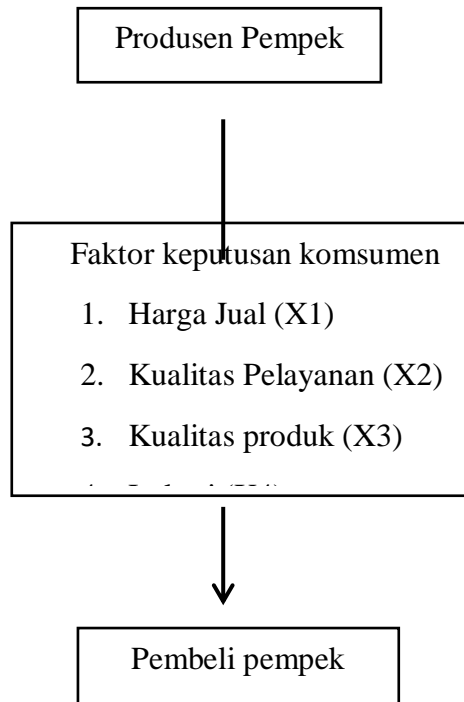 Produsen Pempek
Faktor keputusan komsumen
1. Harga Jual (X1)
2. Kualitas Pelayanan (X2)
3. Kualitas produk (X3)
Pembeli pempek